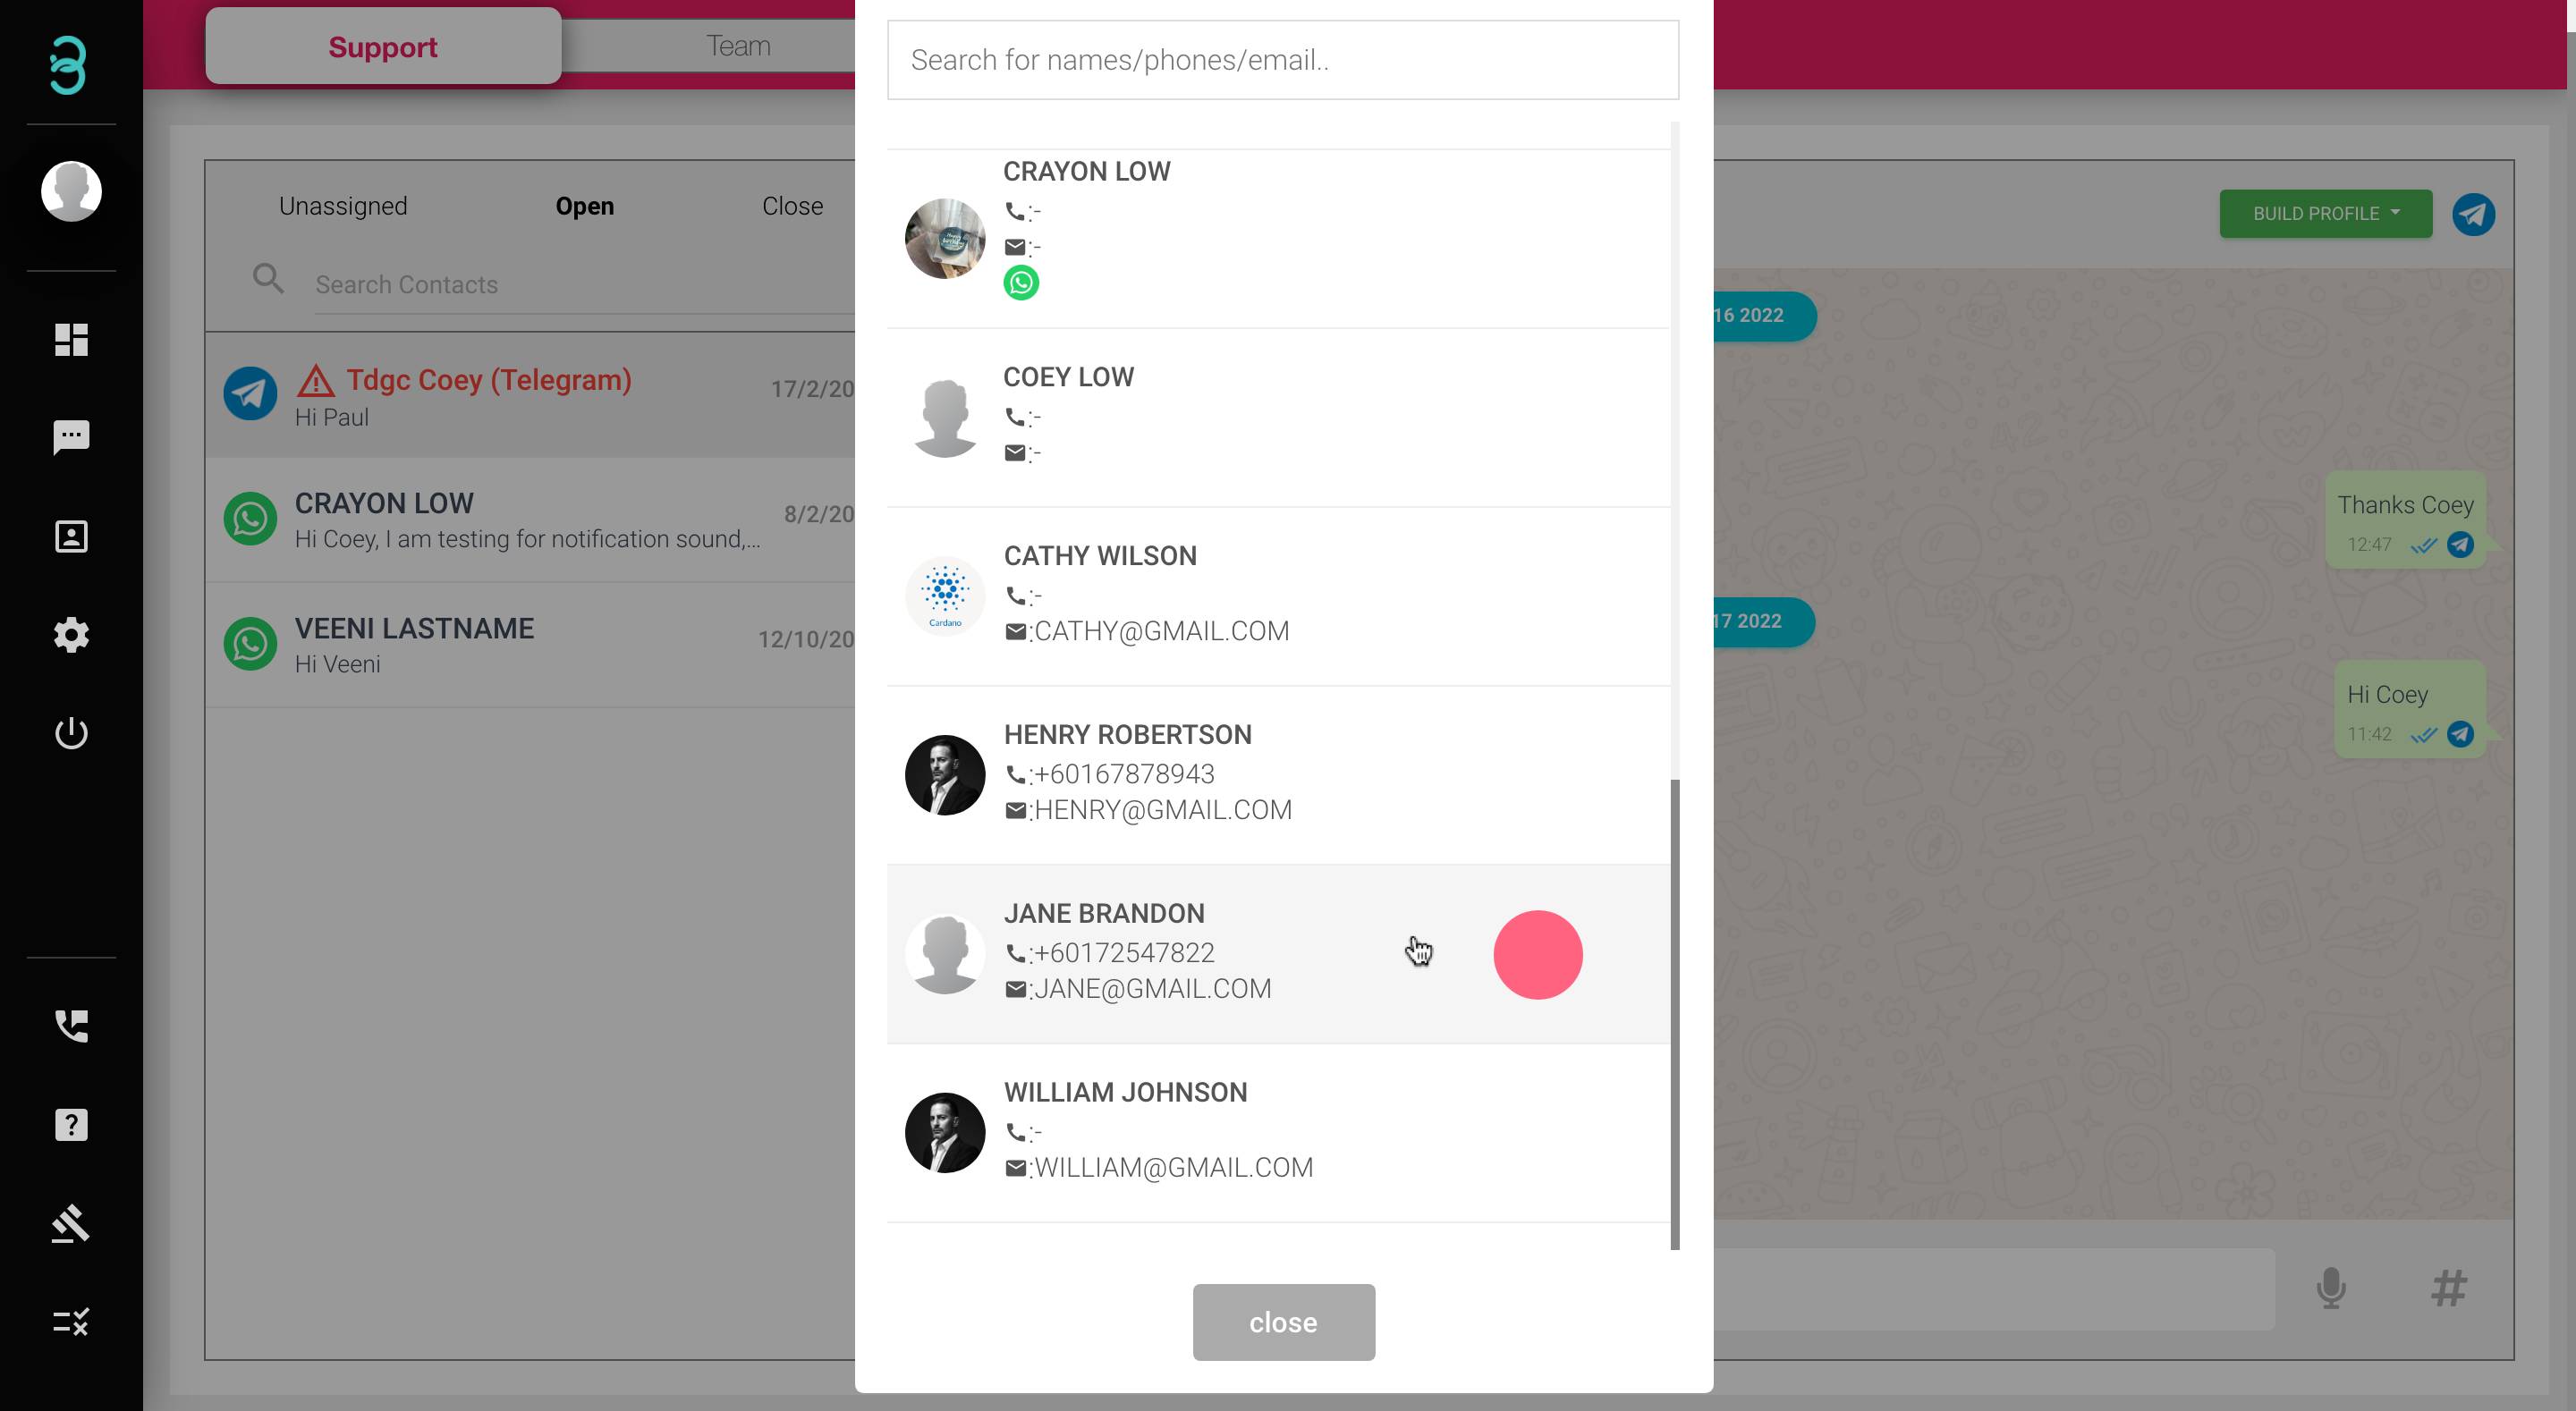 Support
Team
Search for names/phones/email..
Unassigned
Open
Close
Search Contacts
Tdgc Coey (Telegram)
17/2/20
Hi Paul
CRAYON LOW
8/2/20
Hi Coey, I am testing for notification sound,...
VEENI LASTNAME
12/10/20
Hi Veeni
CRAYON LOW
:-
:-
COEY LOW
:-
:-
Cardano
CATHY WILSON
:-
:CATHY@GMAIL.COM
HENRY ROBERTSON
:+60167878943
:HENRY@GMAIL.COM
JANE BRANDON
:+60172547822
:JANE@GMAIL.COM
WILLIAM JOHNSON
:-
:WILLIAM@GMAIL.COM
close
BUILD PROFILE
16 2022
Thanks Coey
12:47
17 2022
Hi Coey
11:42
#